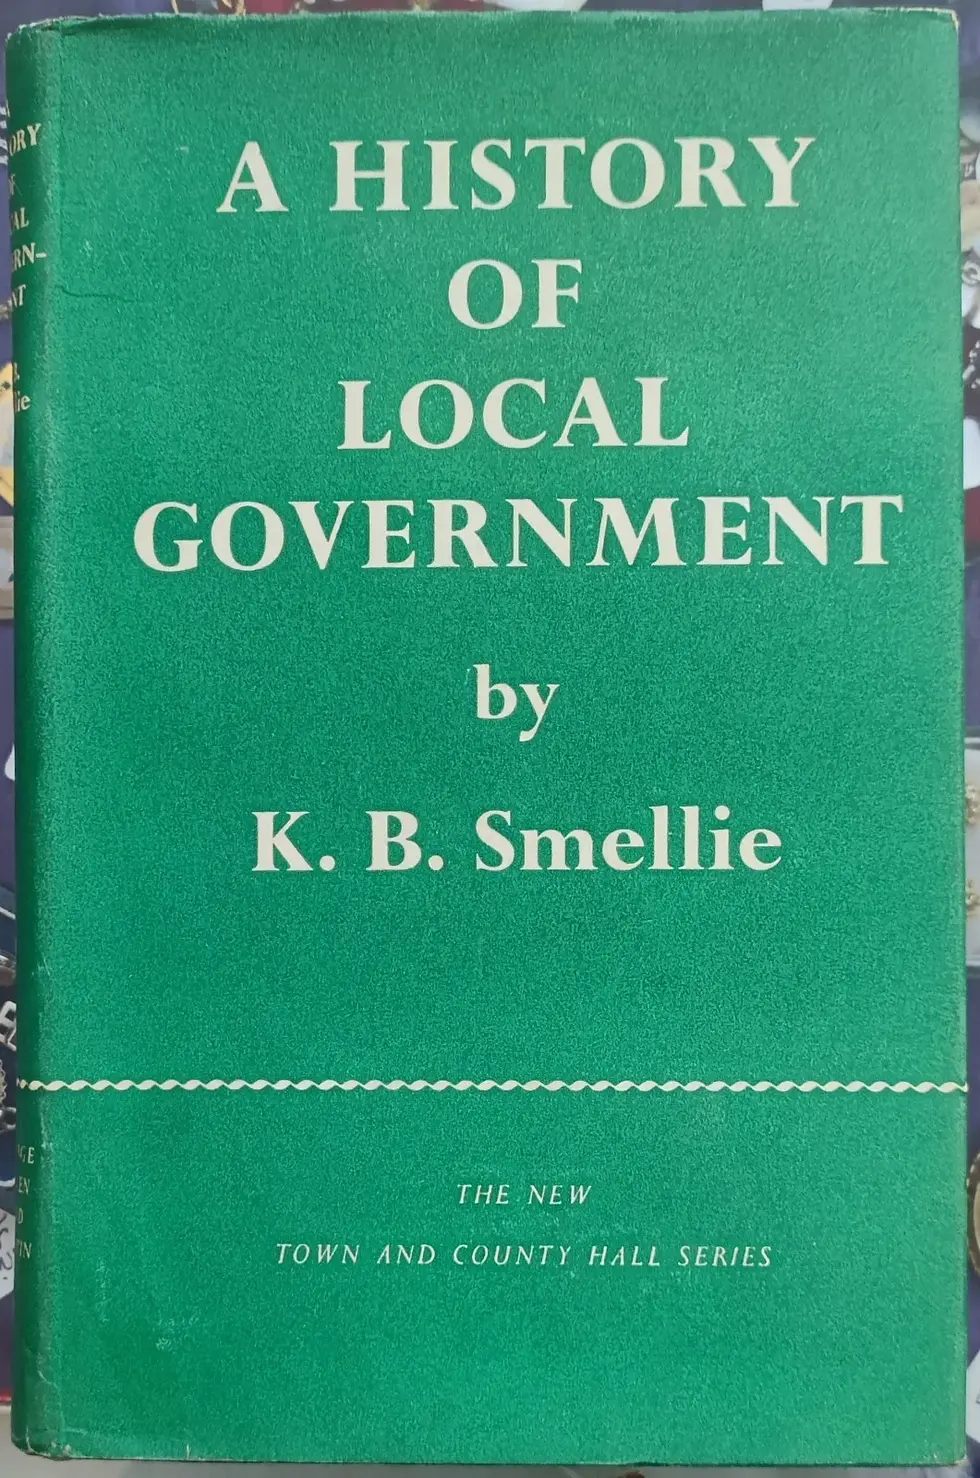 A HISTORY
OF
LOCAL
GOVERNMENT
by
K. B. Smellie
THE NEW
TOWN AND COUNTY HALL SERIES